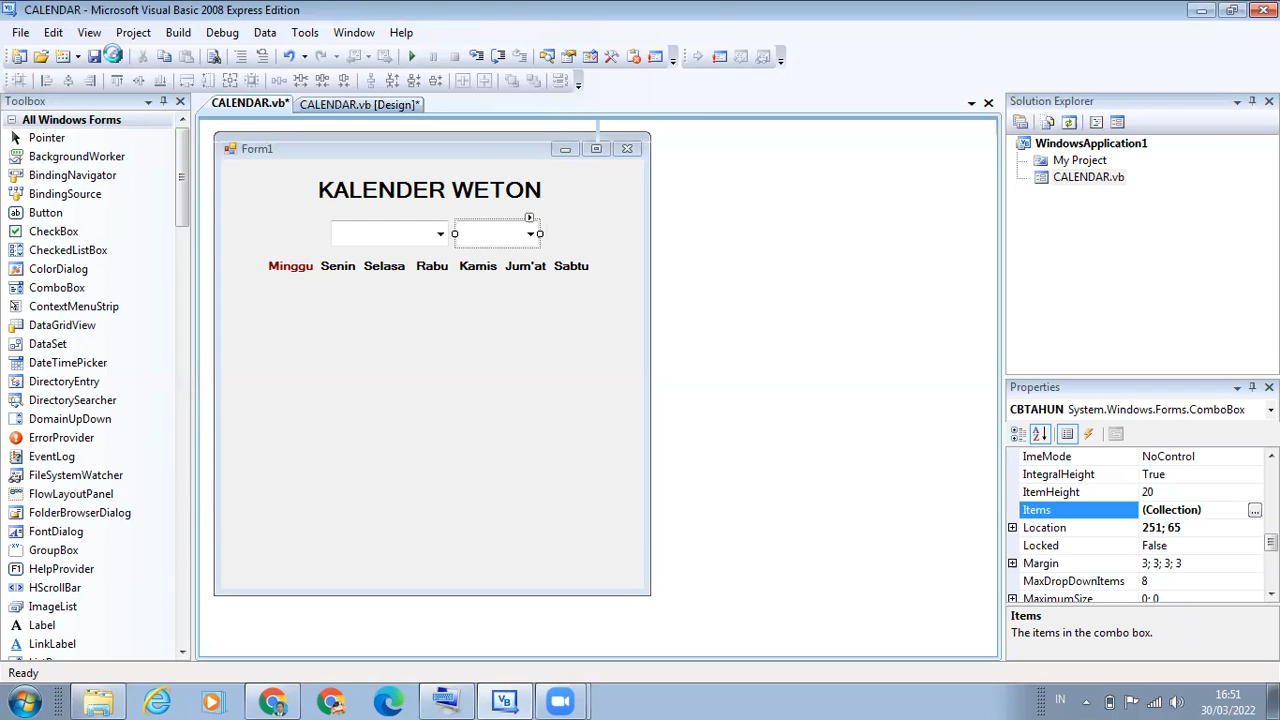 CALENDAR - Microsoft Visual Basic 2008 Express Edition
File Edit View Project Build Debug Data Tools Window Help
Toolbox
CALENDAR.vb* CALENDAR.vb [Design]*
Solution Explorer
All Windows Forms
Pointer
BackgroundWorker
BindingNavigator
BindingSource
Button
CheckBox
CheckedListBox
ColorDialog
ComboBox
ContextMenuStrip
DataGridView
DataSet
DateTimePicker
DirectoryEntry
DirectorySearcher
DomainUpDown
ErrorProvider
EventLog
FileSystemWatcher
FlowLayoutPanel
FolderBrowserDialog
FontDialog
GroupBox
HelpProvider
HScrollBar
ImageList
Label
LinkLabel
Form1
KALENDER WETON
Minggu Senin Selasa Rabu Kamis Jum'at Sabtu
WindowsApplication1
My Project
CALENDAR.vb
Properties
CBTAHUN System.Windows.Forms.ComboBox
ImeMode NoControl
IntegralHeight True
ItemHeight 20
Items (Collection)
Location 251; 65
Locked False
Margin 3; 3; 3; 3
MaxDropDownItems 8
MaximumSize 0; 0
Items
The items in the combo box.
Ready
IN
16:51
30/03/2022